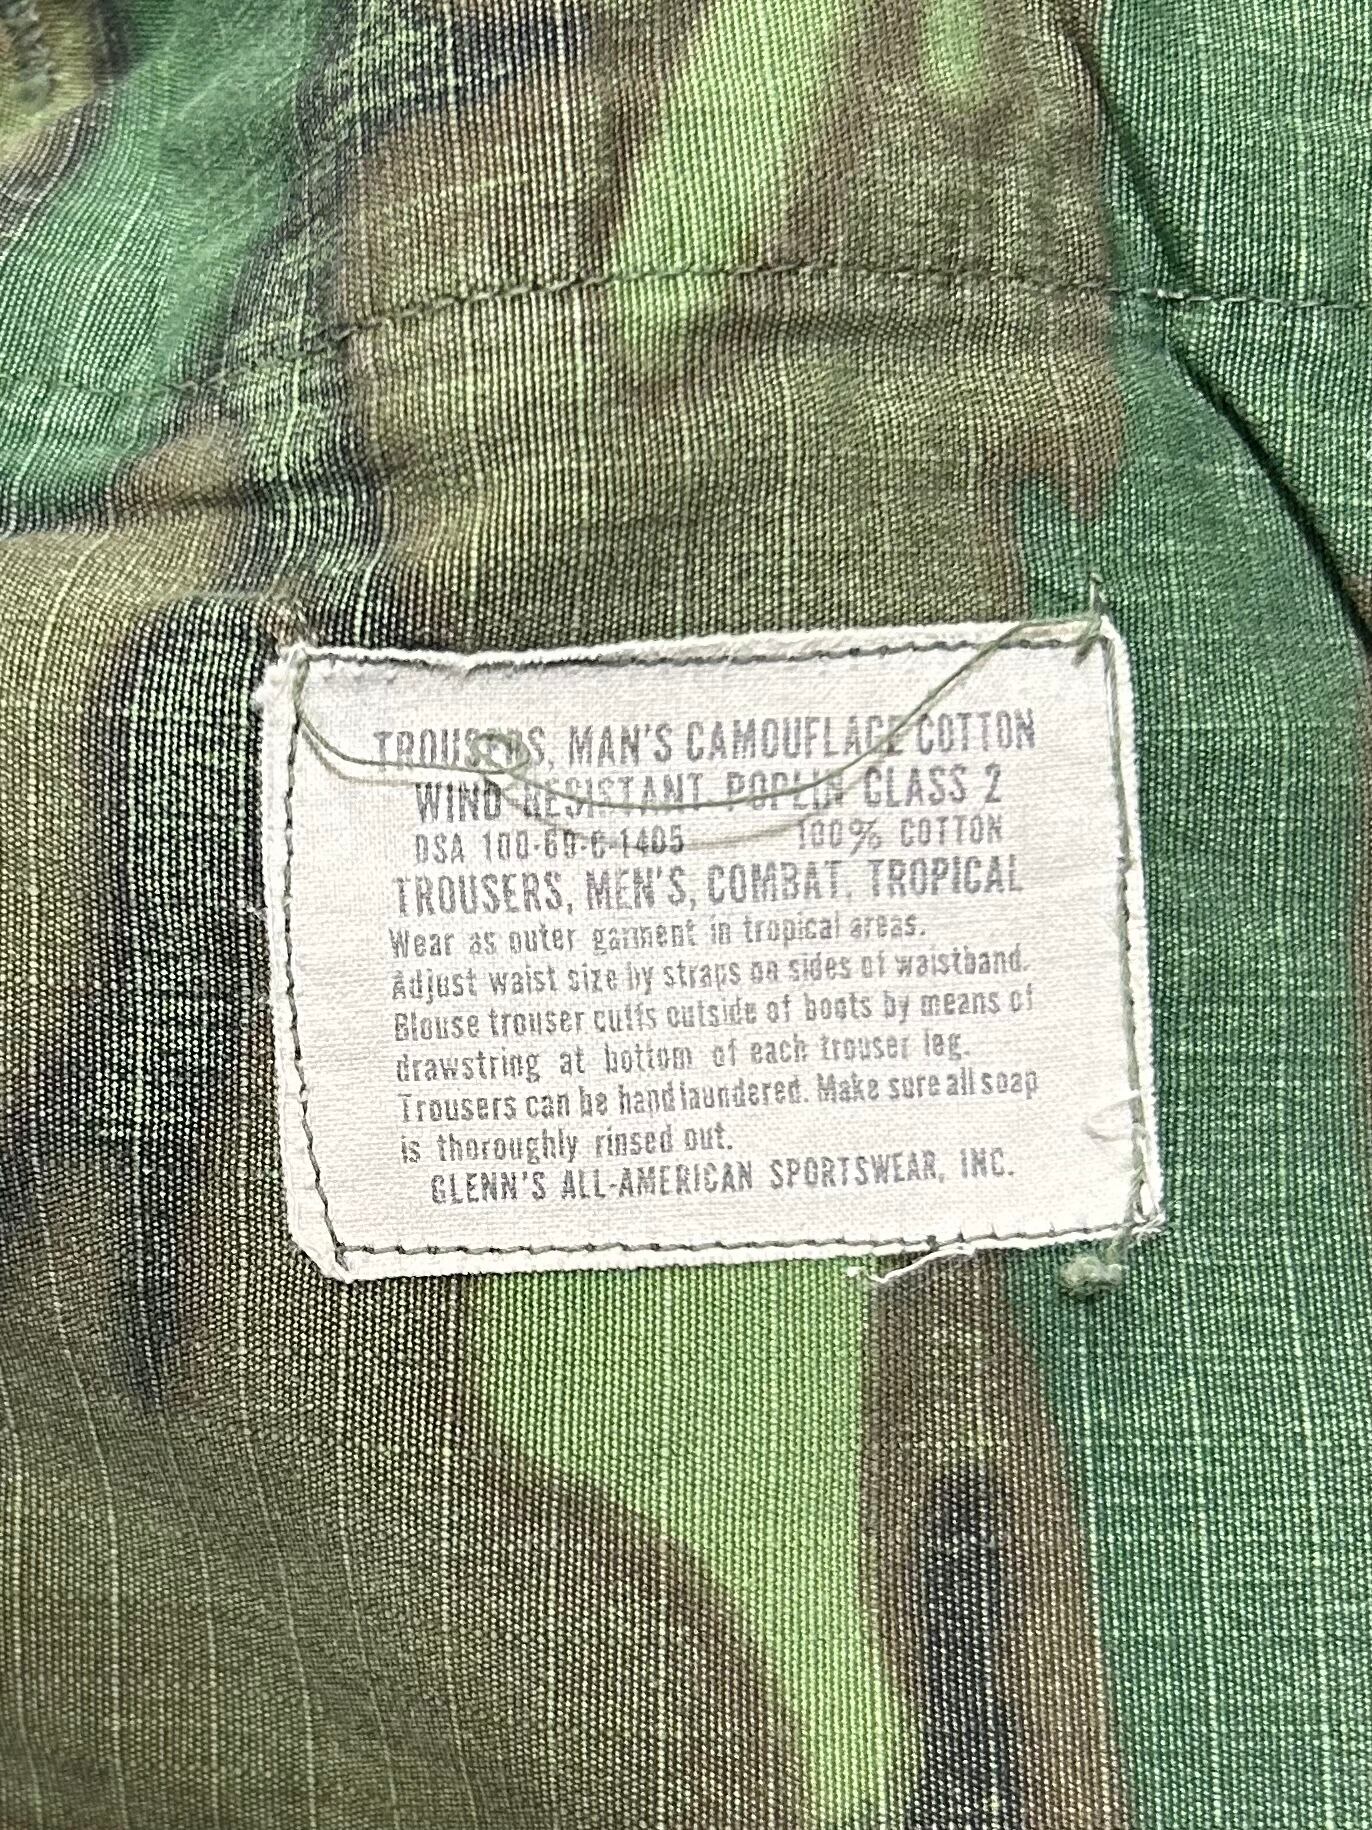 TROUSERS, MAN'S CAMOUFLAGE COTTON
WIND RESISTANT POPLIN CLASS 2
DSA 100-69-C-1405 100% COTTON
TROUSERS, MEN'S, COMBAT, TROPICAL
Wear as outer garment in tropical areas.
Adjust waist size by straps on sides of waistband.
Blouse trouser cuffs outside of boots by means of
drawstring at bottom of each trouser leg.
Trousers can be hand laundered. Make sure all soap
is thoroughly rinsed out.
GLENN'S ALL-AMERICAN SPORTSWEAR, INC.